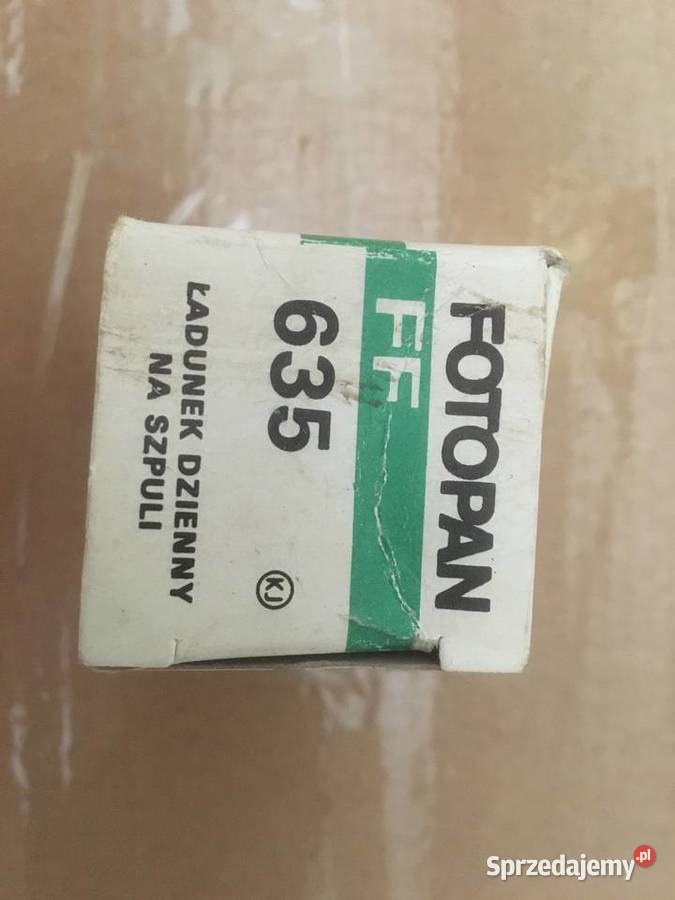 FOTOPAN
FF
635
KJ
ŁADUNEK DZIENNY
NA SZPULI
Sprzedajemy.pl